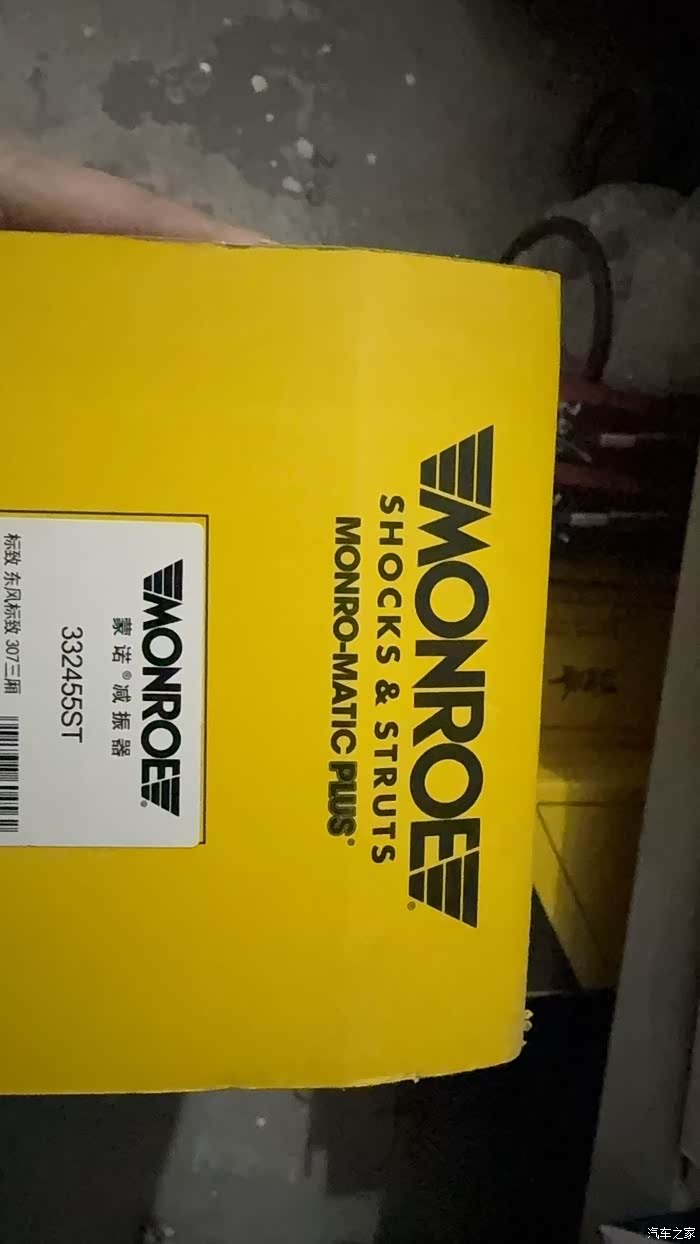 MONROE®
SHOCKS & STRUTS
MONRO-MATIC PLUS®
MONROE®
蒙诺®减振器
332455ST
标致 东风标致 307三厢
汽车之家